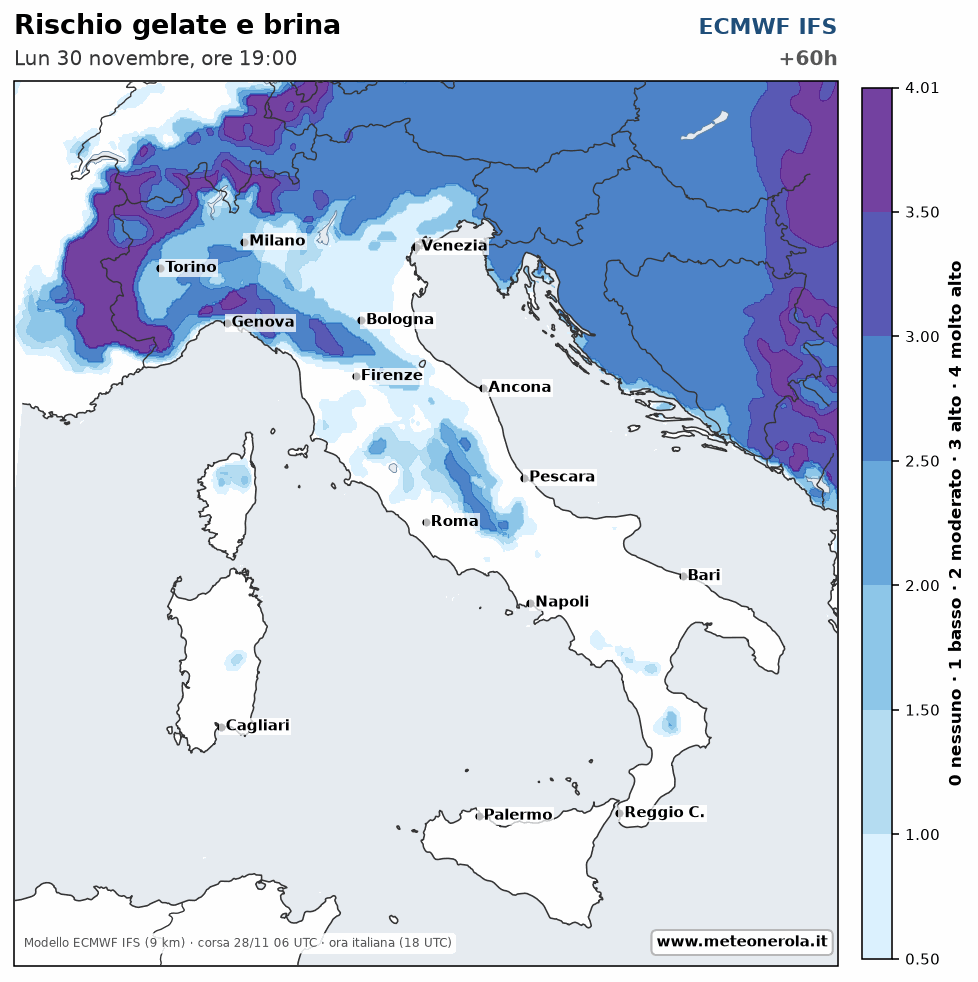 Rischio gelate e brina
ECMWF IFS
Lun 30 novembre, ore 19:00
+60h
4.01
3.50
3.00
2.50
2.00
1.50
1.00
0.50
0 nessuno · 1 basso · 2 moderato · 3 alto · 4 molto alto
Milano
Venezia
Torino
Genova
Bologna
Firenze
Ancona
Pescara
Roma
Bari
Napoli
Cagliari
Palermo
Reggio C.
Modello ECMWF IFS (9 km) · corsa 28/11 06 UTC · ora italiana (18 UTC)
www.meteonerola.it